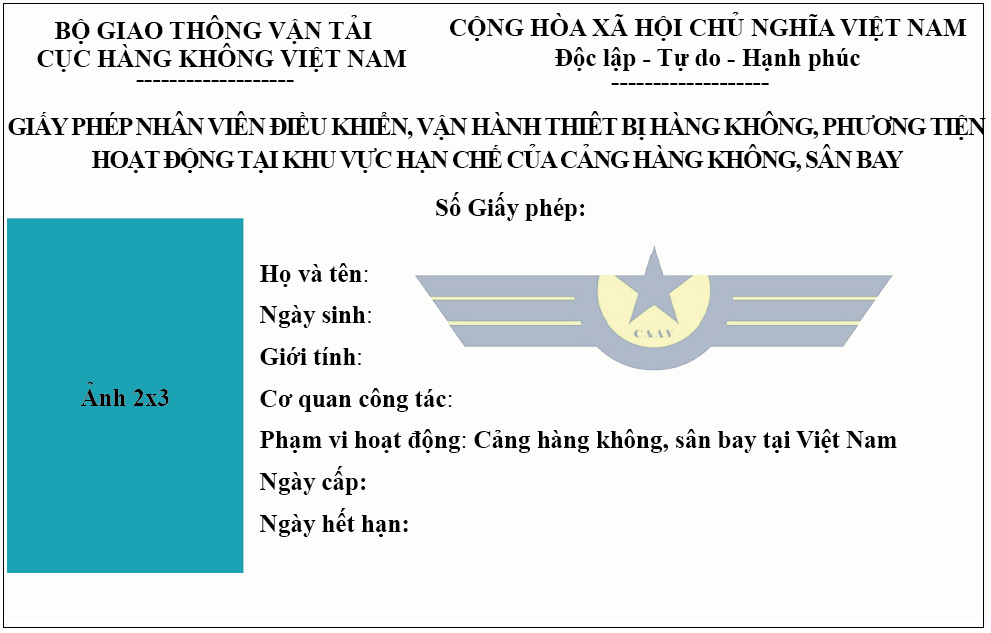 BỘ GIAO THÔNG VẬN TẢI
CỤC HÀNG KHÔNG VIỆT NAM
-------------------
CỘNG HÒA XÃ HỘI CHỦ NGHĨA VIỆT NAM
Độc lập - Tự do - Hạnh phúc
-------------------
GIẤY PHÉP NHÂN VIÊN ĐIỀU KHIỂN, VẬN HÀNH THIẾT BỊ HÀNG KHÔNG, PHƯƠNG TIỆN
HOẠT ĐỘNG TẠI KHU VỰC HẠN CHẾ CỦA CẢNG HÀNG KHÔNG, SÂN BAY
Số Giấy phép:
Ảnh 2x3
Họ và tên:
Ngày sinh:
CAAV
Giới tính:
Cơ quan công tác:
Phạm vi hoạt động: Cảng hàng không, sân bay tại Việt Nam
Ngày cấp:
Ngày hết hạn: